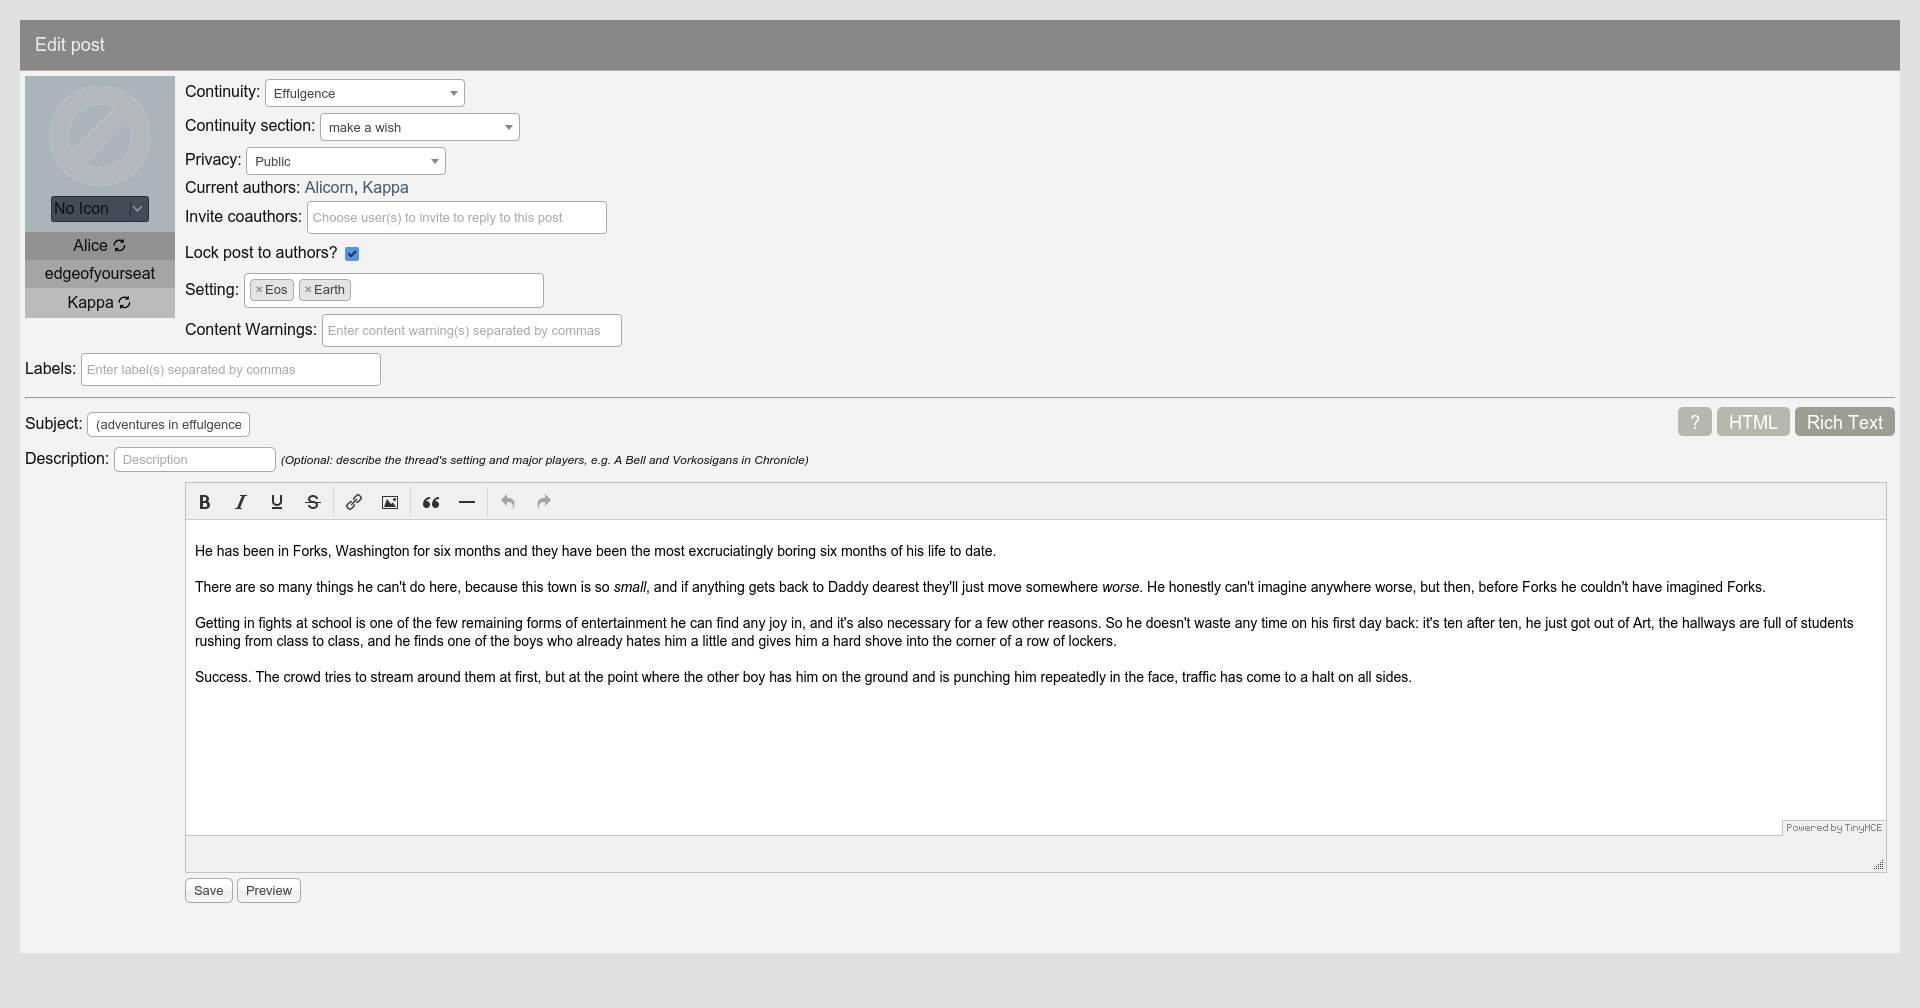 Edit post
Continuity: Effulgence
Continuity section: make a wish
Privacy: Public
Current authors: Alicorn, Kappa
No Icon
Invite coauthors: Choose user(s) to invite to reply to this post
Alice
Lock post to authors?
edgeofyourseat
Setting: × Eos × Earth
Kappa
Content Warnings: Enter content warning(s) separated by commas
Labels: Enter label(s) separated by commas
Subject: (adventures in effulgence
? HTML Rich Text
Description: Description (Optional: describe the thread's setting and major players, e.g. A Bell and Vorkosigans in Chronicle)
B I U S
He has been in Forks, Washington for six months and they have been the most excruciatingly boring six months of his life to date.
There are so many things he can't do here, because this town is so small, and if anything gets back to Daddy dearest they'll just move somewhere worse. He honestly can't imagine anywhere worse, but then, before Forks he couldn't have imagined Forks.
Getting in fights at school is one of the few remaining forms of entertainment he can find any joy in, and it's also necessary for a few other reasons. So he doesn't waste any time on his first day back: it's ten after ten, he just got out of Art, the hallways are full of students
rushing from class to class, and he finds one of the boys who already hates him a little and gives him a hard shove into the corner of a row of lockers.
Success. The crowd tries to stream around them at first, but at the point where the other boy has him on the ground and is punching him repeatedly in the face, traffic has come to a halt on all sides.
Powered by TinyMCE
Save Preview